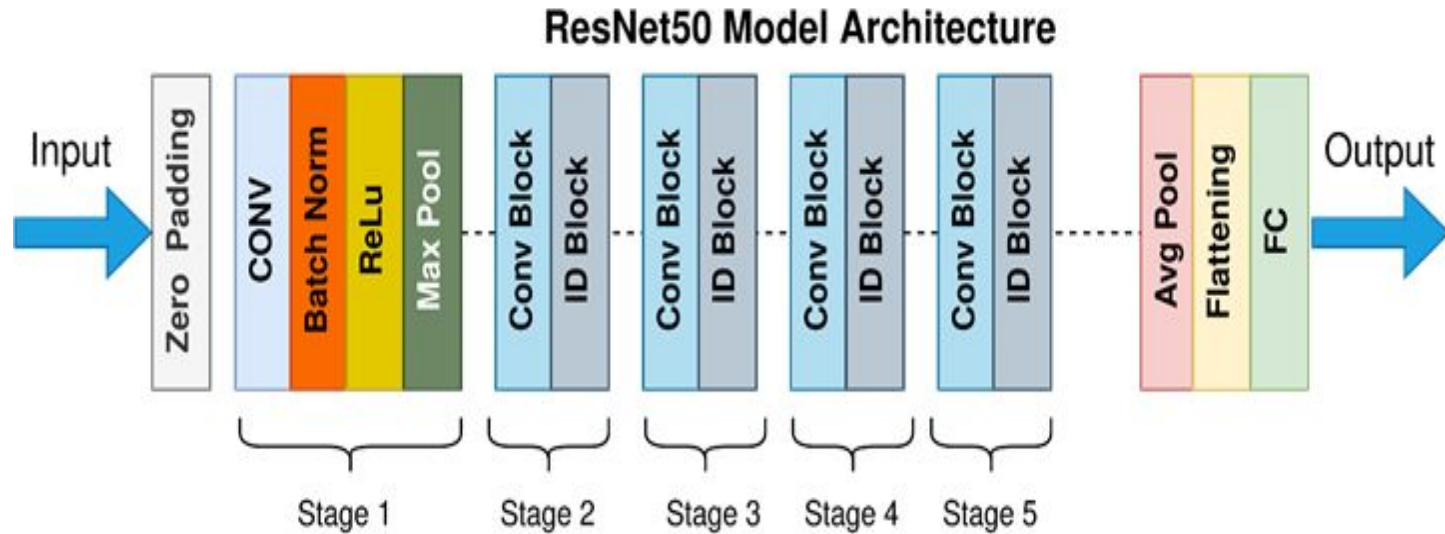 ResNet50 Model Architecture
Input
Zero Padding
CONV
Batch Norm
ReLu
Max Pool
Conv Block
ID Block
Conv Block
ID Block
Conv Block
ID Block
Conv Block
ID Block
Avg Pool
Flattening
FC
Output
Stage 1
Stage 2
Stage 3
Stage 4
Stage 5